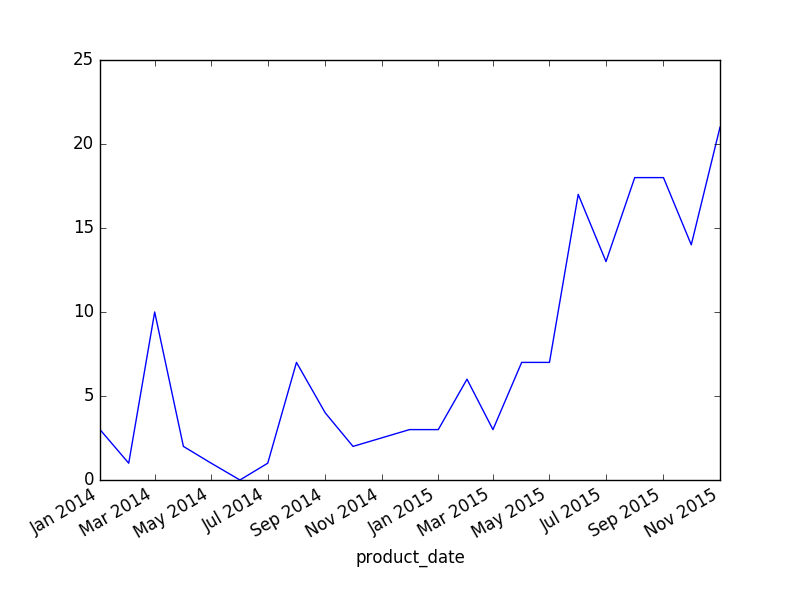 25
20
15
10
5
0
Jan 2014
Mar 2014
May 2014
Jul 2014
Sep 2014
Nov 2014
Jan 2015
Mar 2015
May 2015
Jul 2015
Sep 2015
Nov 2015
product_date